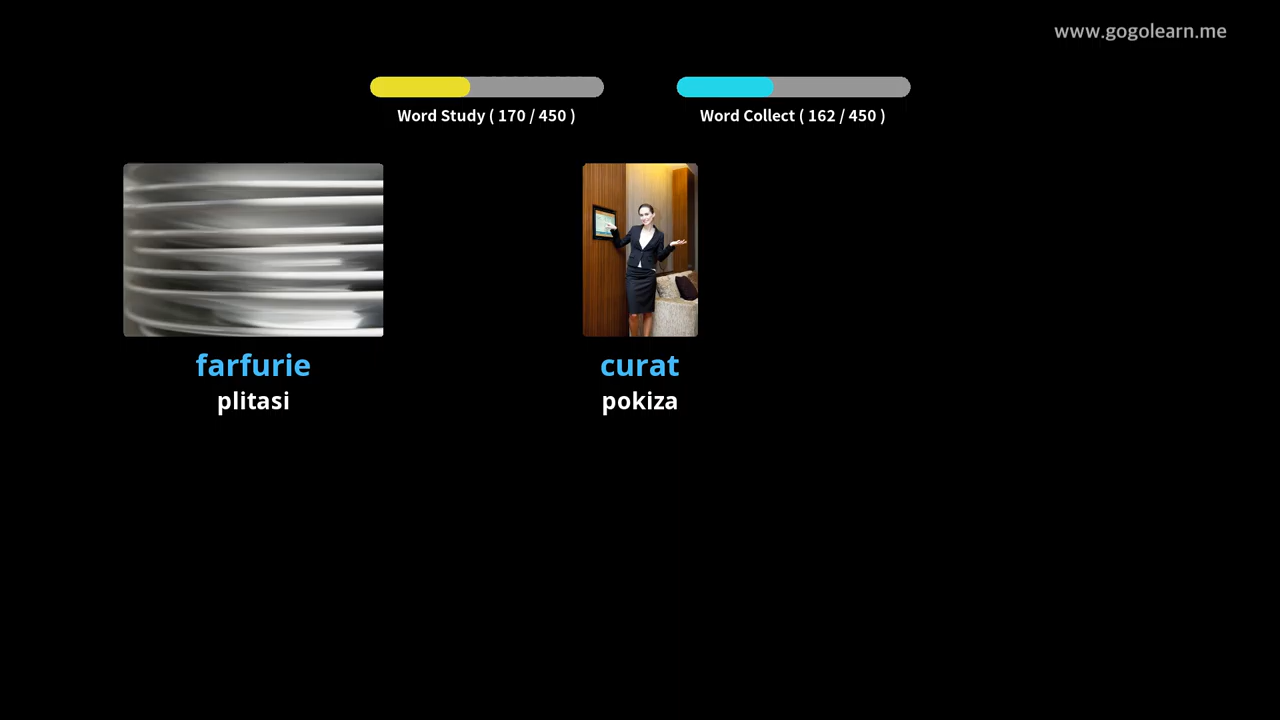 www.gogolearn.me
Word Study ( 170 / 450 )
Word Collect ( 162 / 450 )
farfurie
plitasi
curat
pokiza